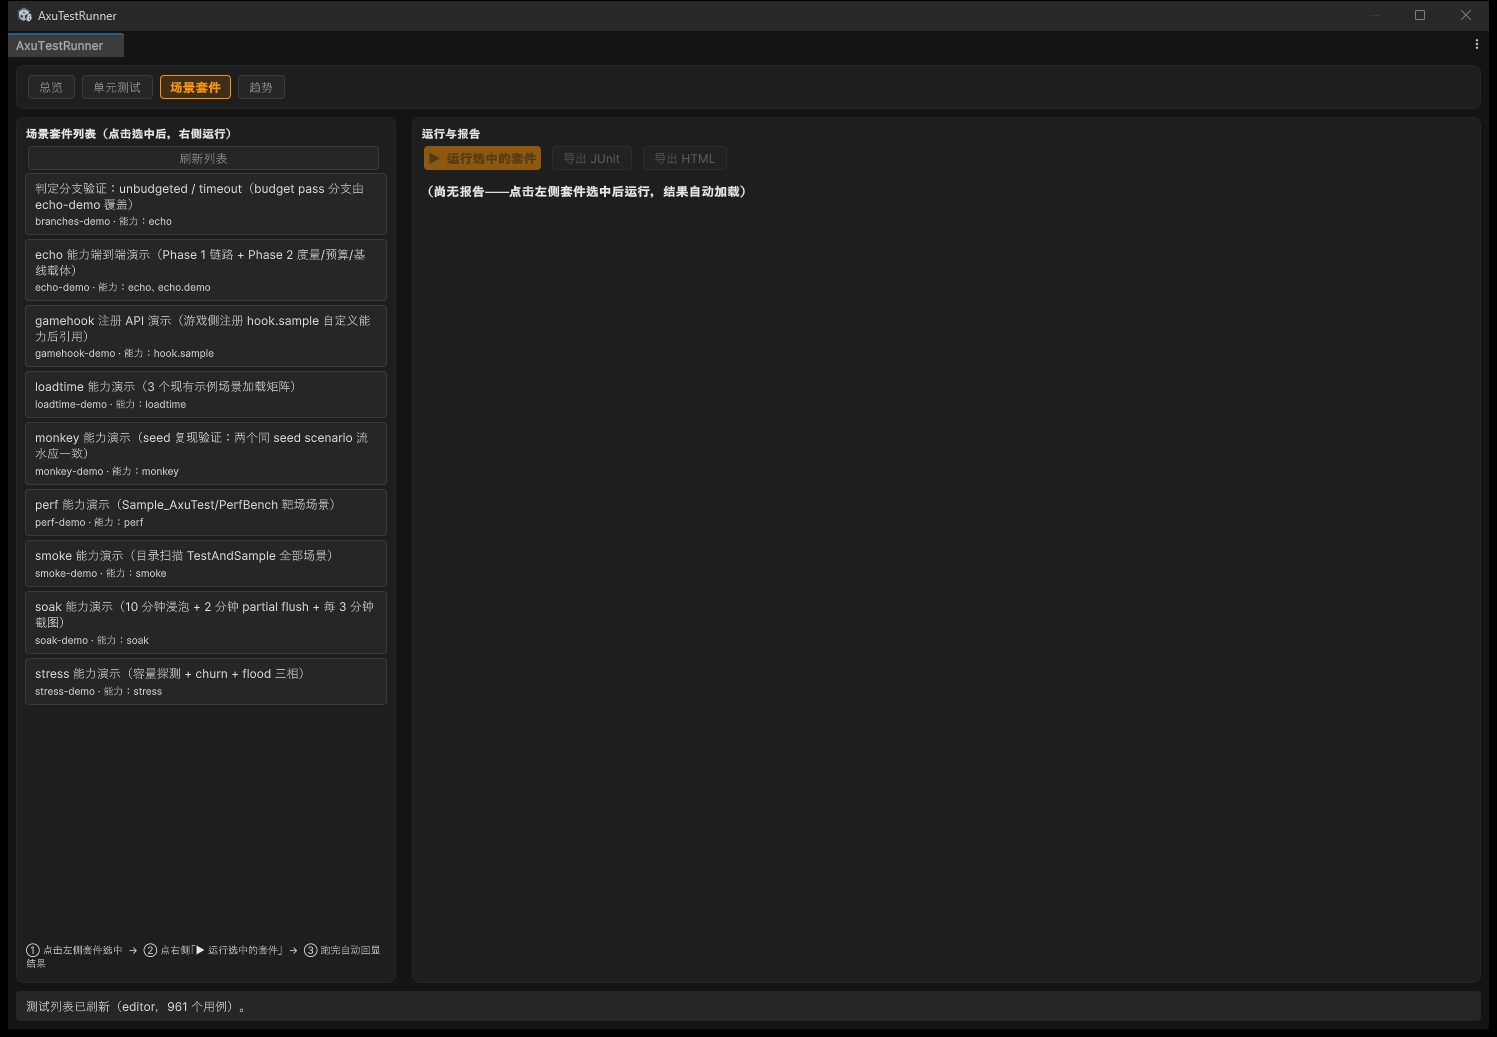 AxuTestRunner
AxuTestRunner
总览
单元测试
场景套件
趋势
场景套件列表（点击选中后，右侧运行）
刷新列表
判定分支验证：unbudgeted / timeout（budget pass 分支由
echo-demo 覆盖）
branches-demo · 能力：echo
echo 能力端到端演示（Phase 1 链路 + Phase 2 度量/预算/基
线载体）
echo-demo · 能力：echo、echo.demo
gamehook 注册 API 演示（游戏侧注册 hook.sample 自定义能
力后引用）
gamehook-demo · 能力：hook.sample
loadtime 能力演示（3 个现有示例场景加载矩阵）
loadtime-demo · 能力：loadtime
monkey 能力演示（seed 复现验证：两个同 seed scenario 流
水应一致）
monkey-demo · 能力：monkey
perf 能力演示（Sample_AxuTest/PerfBench 靶场场景）
perf-demo · 能力：perf
smoke 能力演示（目录扫描 TestAndSample 全部场景）
smoke-demo · 能力：smoke
soak 能力演示（10 分钟浸泡 + 2 分钟 partial flush + 每 3 分钟
截图）
soak-demo · 能力：soak
stress 能力演示（容量探测 + churn + flood 三相）
stress-demo · 能力：stress
① 点击左侧套件选中 → ② 点右侧「▶ 运行选中的套件」 → ③ 跑完自动回显
结果
运行与报告
▶ 运行选中的套件
导出 JUnit
导出 HTML
（尚无报告——点击左侧套件选中后运行，结果自动加载）
测试列表已刷新（editor，961 个用例）。